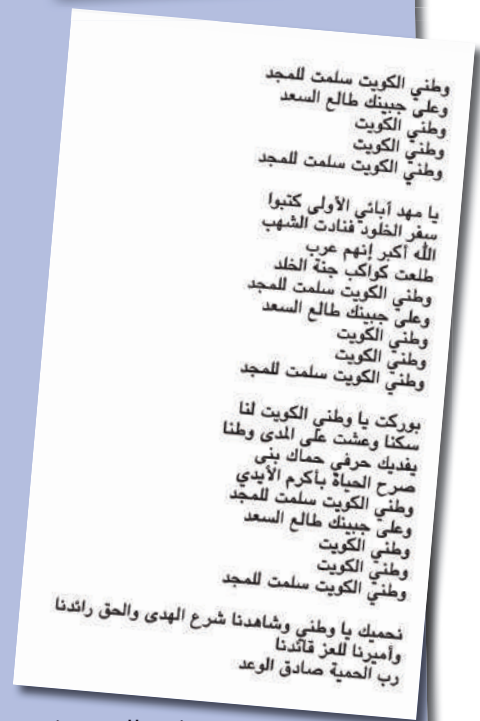 وطني الكويت سلمت للمجد
وعلى جبينك طالع السعد
وطني الكويت
وطني الكويت
وطني الكويت سلمت للمجد
يا مهد آبائي الأولى كتبوا
سفر الخلود فنادت الشهب
الله أكبر إنهم عرب
طلعت كواكب جنة الخلد
وطني الكويت سلمت للمجد
وعلى جبينك طالع السعد
وطني الكويت
وطني الكويت
وطني الكويت سلمت للمجد
بوركت يا وطني الكويت لنا
سكنا وعشت على المدى وطنا
يفديك حرفي حماك بنى
صرح الحياة بأكرم الأيدي
وطني الكويت سلمت للمجد
وعلى جبينك طالع السعد
وطني الكويت
وطني الكويت
وطني الكويت سلمت للمجد
نحميك يا وطني وشاهدنا شرع الهدى والحق رائدنا
وأميرنا للعز قائدنا
رب الحمية صادق الوعد